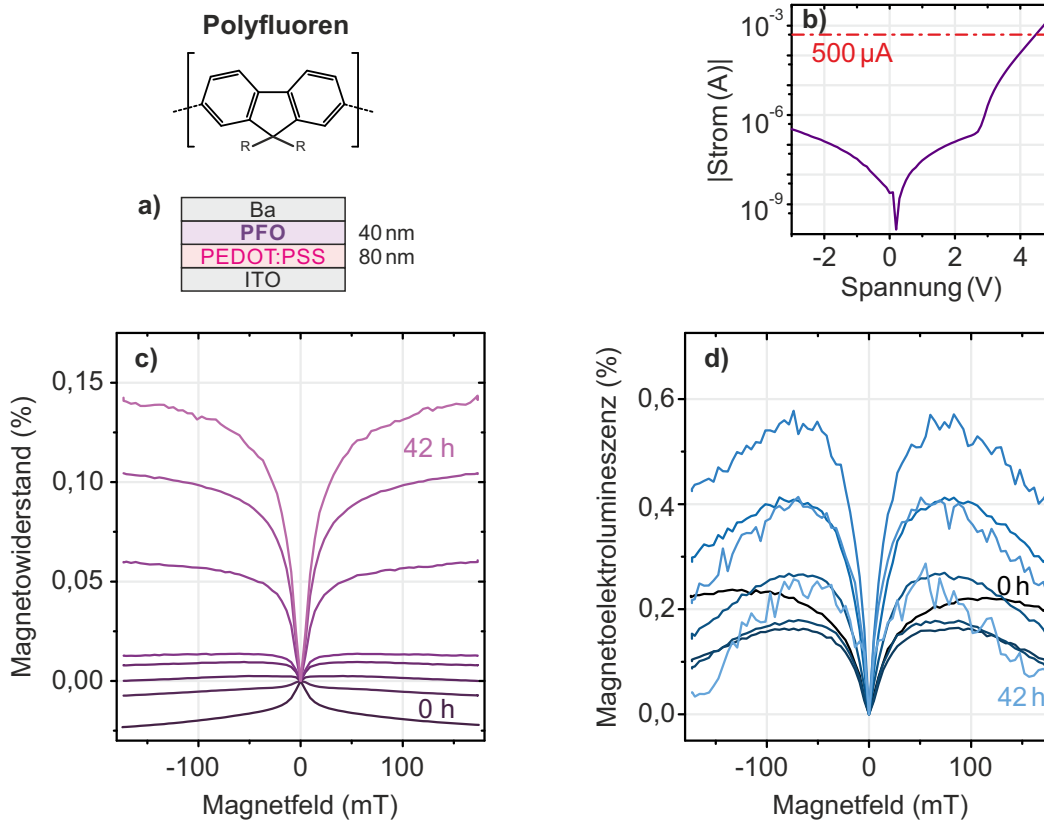 Polyfluoren
R R
a)
Ba
PFO 40 nm
PEDOT:PSS 80 nm
ITO
b)
10⁻³
500 µA
10⁻⁶
10⁻⁹
|Strom (A)|
-2 0 2 4
Spannung (V)
c)
0,15
42 h
0,10
0,05
0,00
0 h
Magnetowiderstand (%)
-100 0 100
Magnetfeld (mT)
d)
0,6
0,4
0 h
0,2
42 h
0,0
Magnetoelektrolumineszenz (%)
-100 0 100
Magnetfeld (mT)